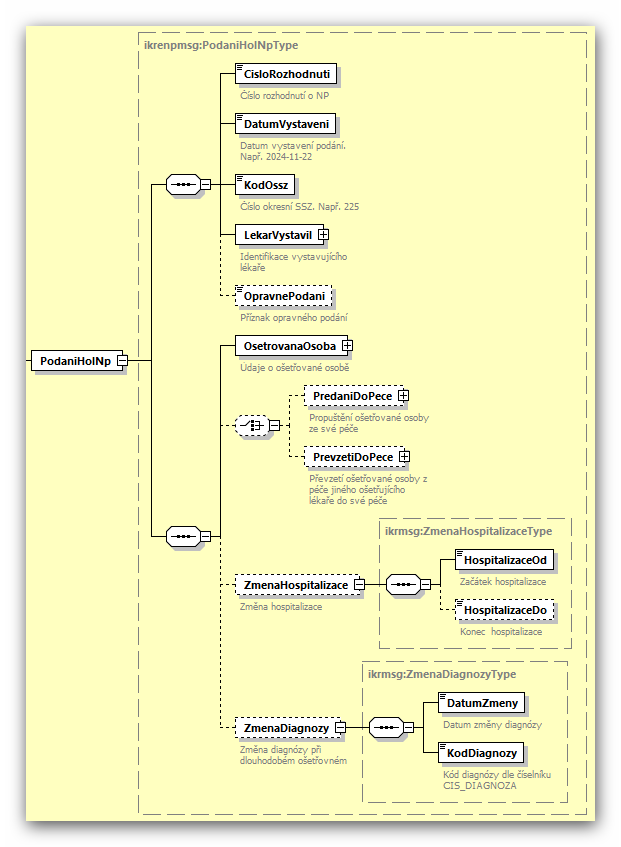 ikrenpmsg:PodaniHolNpType
CisloRozhodnuti
Číslo rozhodnutí o NP
DatumVystaveni
Datum vystavení podání.
Např. 2024-11-22
KodOssz
Číslo okresní SSZ. Např. 225
LekarVystavil
Identifikace vystavujícího
lékaře
OpravnePodani
Příznak opravného podání
PodaniHolNp
OsetrovanaOsoba
Údaje o ošetřované osobě
PredaniDoPece
Propuštění ošetřované osoby
ze své péče
PrevzetiDoPece
Převzetí ošetřované osoby z
péče jiného ošetřujícího
lékaře do své péče
ikrmsg:ZmenaHospitalizaceType
HospitalizaceOd
Začátek hospitalizace
ZmenaHospitalizace
Změna hospitalizace
HospitalizaceDo
Konec hospitalizace
ikrmsg:ZmenaDiagnozyType
DatumZmeny
Datum změny diagnózy
ZmenaDiagnozy
Změna diagnózy při
dlouhodobém ošetřovném
KodDiagnozy
Kód diagnózy dle číselníku
CIS_DIAGNOZA